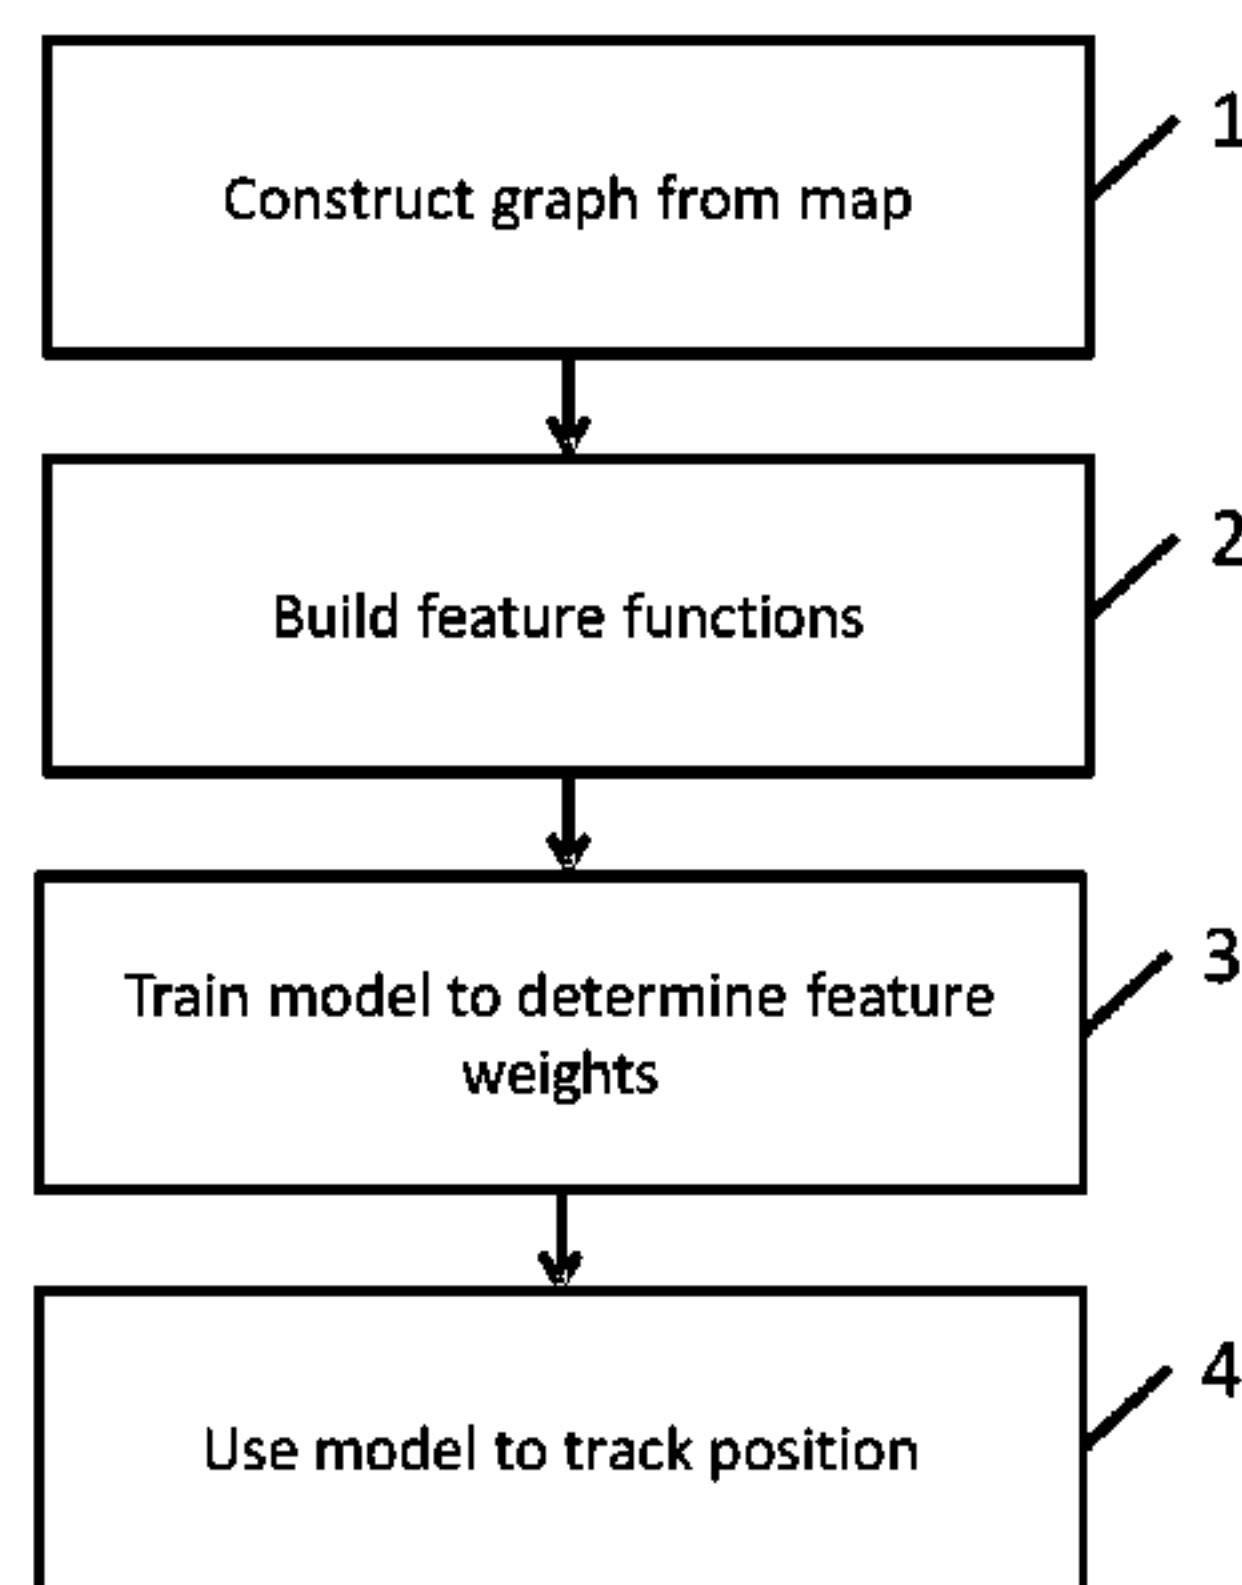 Construct graph from map
1
Build feature functions
2
Train model to determine feature
weights
3
Use model to track position
4